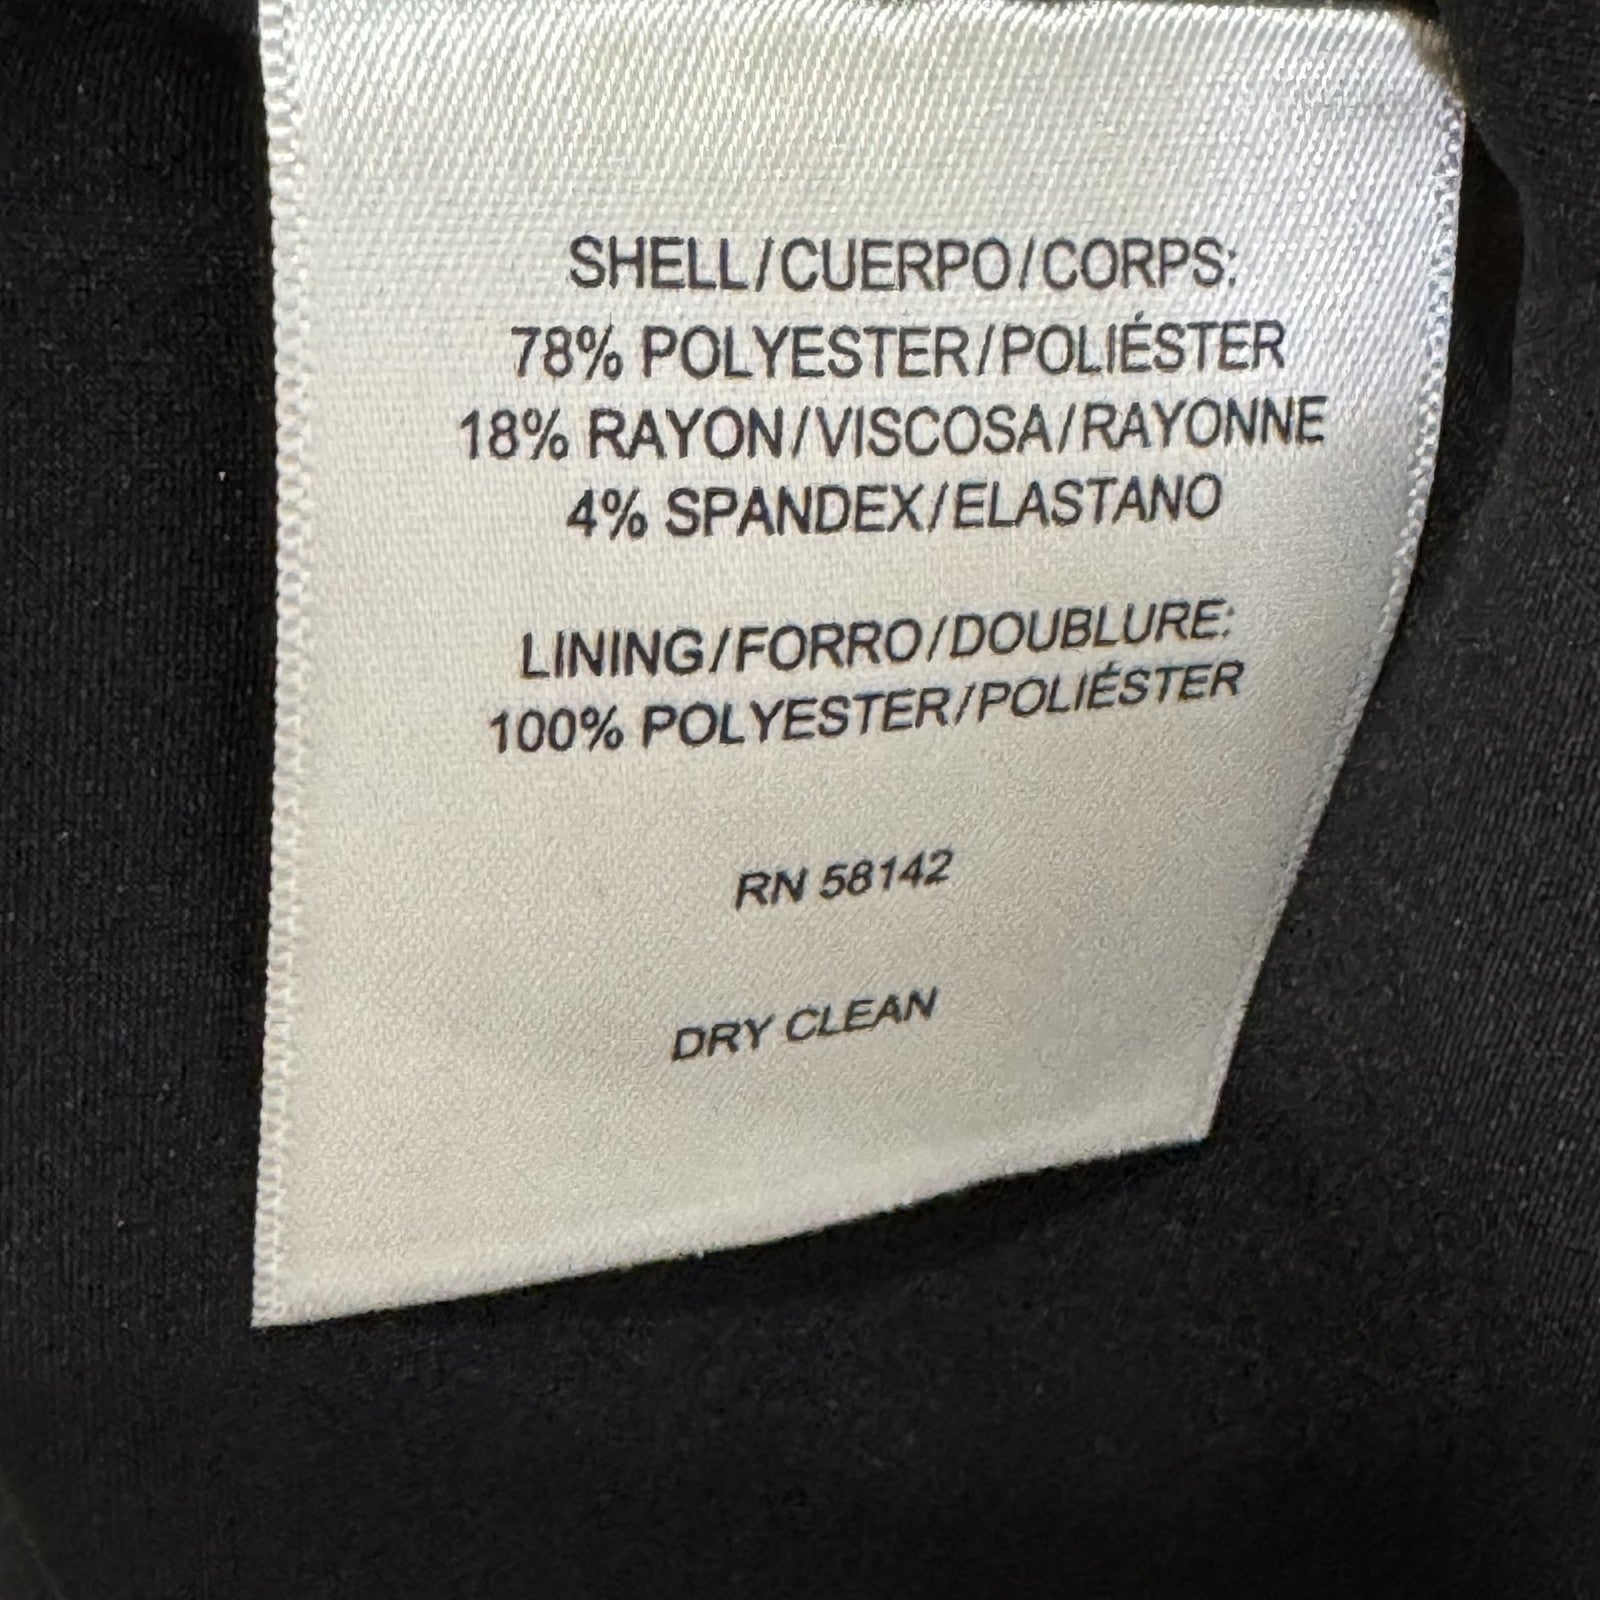 SHELL/CUERPO/CORPS:
78% POLYESTER/POLIÉSTER
18% RAYON/VISCOSA/RAYONNE
4% SPANDEX/ELASTANO
LINING/FORRO/DOUBLURE:
100% POLYESTER/POLIÉSTER
RN 58142
DRY CLEAN